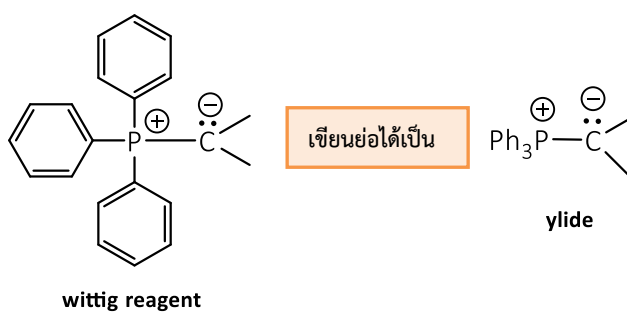 P
⊕
⊖
C
เขียนย่อได้เป็น
Ph3P
⊕
⊖
C
ylide
wittig reagent